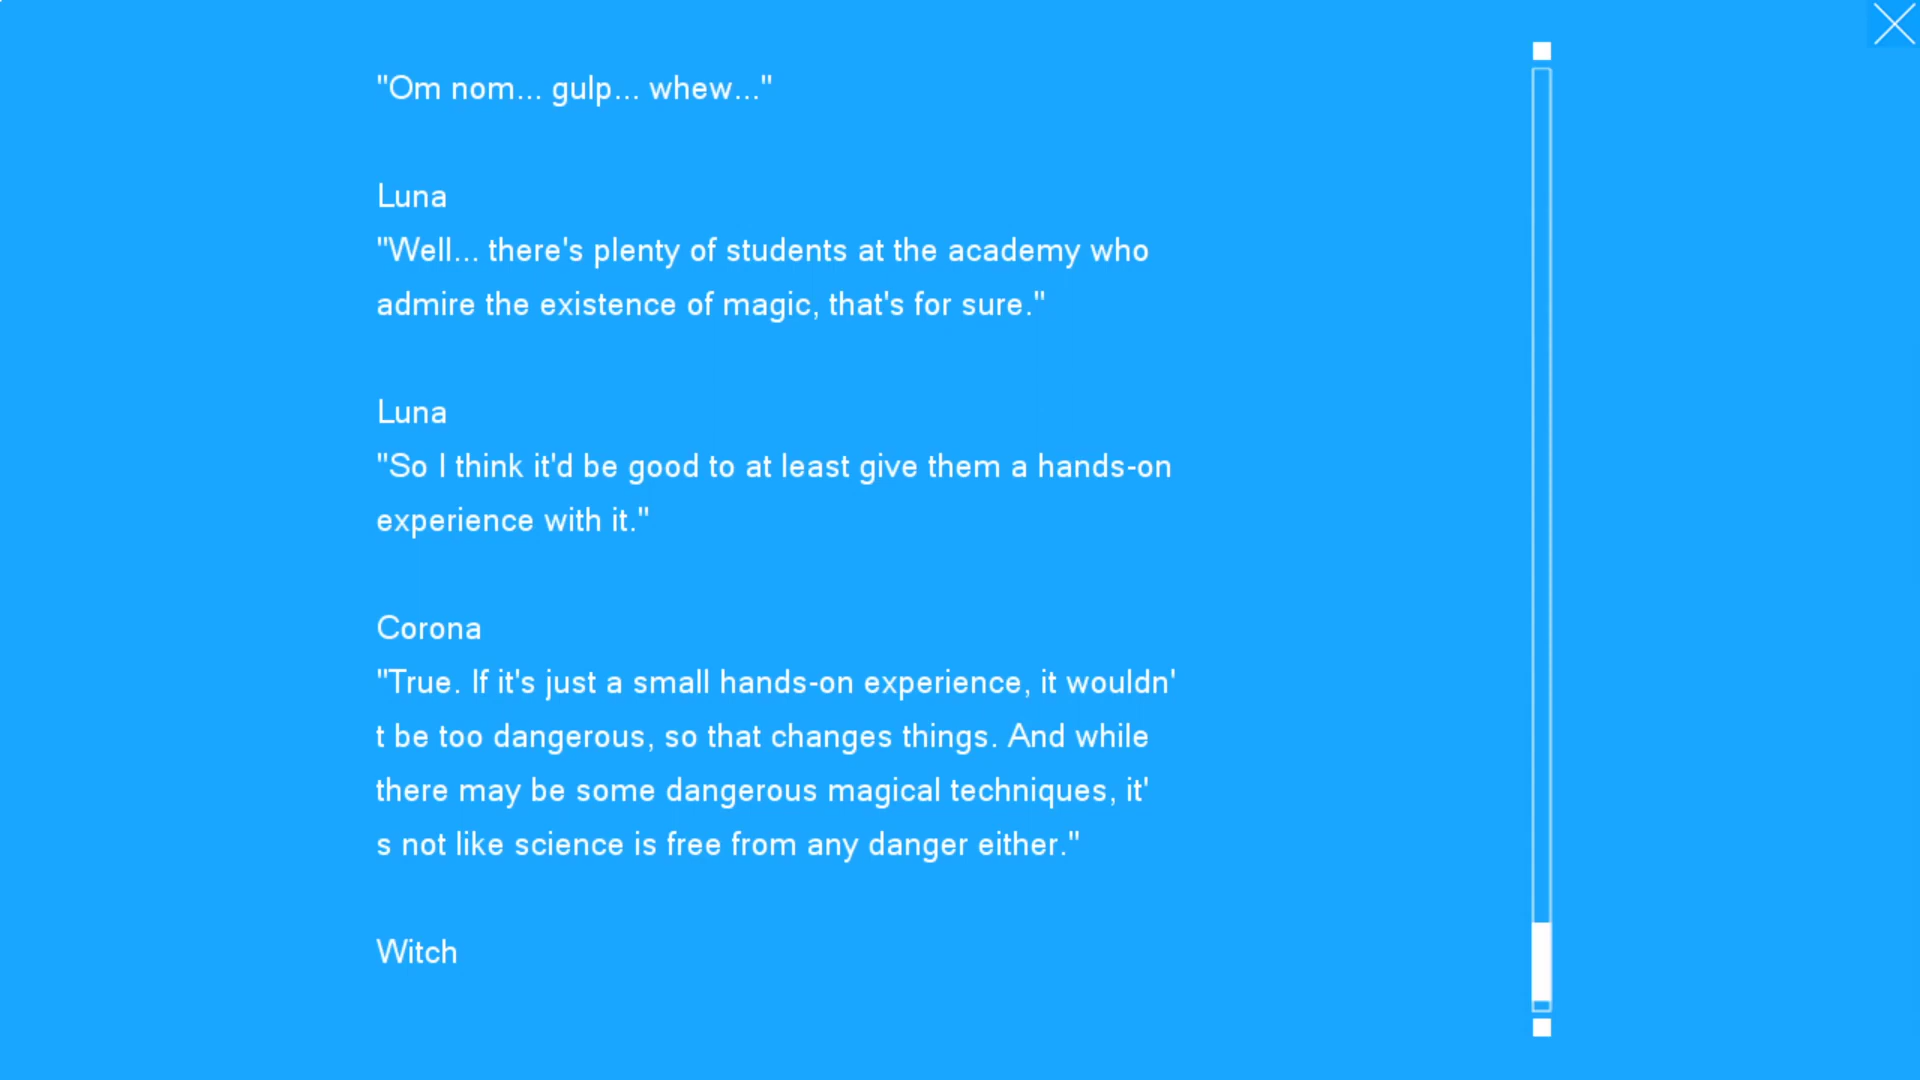 "Om nom... gulp... whew..."
Luna
"Well... there's plenty of students at the academy who
admire the existence of magic, that's for sure."
Luna
"So I think it'd be good to at least give them a hands-on
experience with it."
Corona
"True. If it's just a small hands-on experience, it wouldn'
t be too dangerous, so that changes things. And while
there may be some dangerous magical techniques, it'
s not like science is free from any danger either."
Witch